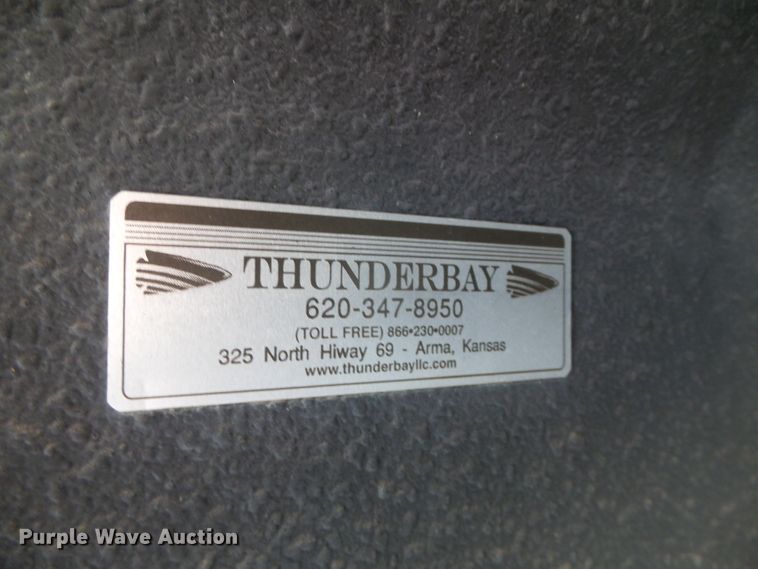 THUNDERBAY
620-347-8950
(TOLL FREE) 866•230•0007
325 North Hiway 69 - Arma, Kansas
www.thunderbayllc.com
Purple Wave Auction